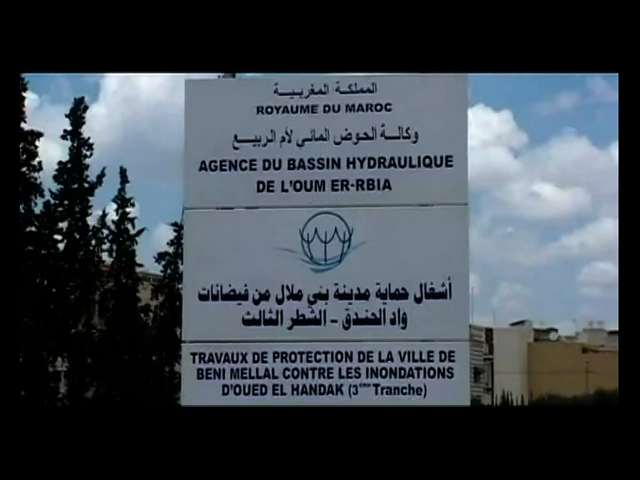 المملكة المغربية
ROYAUME DU MAROC
وكالة الحوض المائي لأم الربيع
AGENCE DU BASSIN HYDRAULIQUE
DE L'OUM ER-RBIA
أشغال حماية مدينة بني ملال من فيضانات
واد الحندق - الشطر الثالث
TRAVAUX DE PROTECTION DE LA VILLE DE
BENI MELLAL CONTRE LES INONDATIONS
D'OUED EL HANDAK (3ème Tranche)